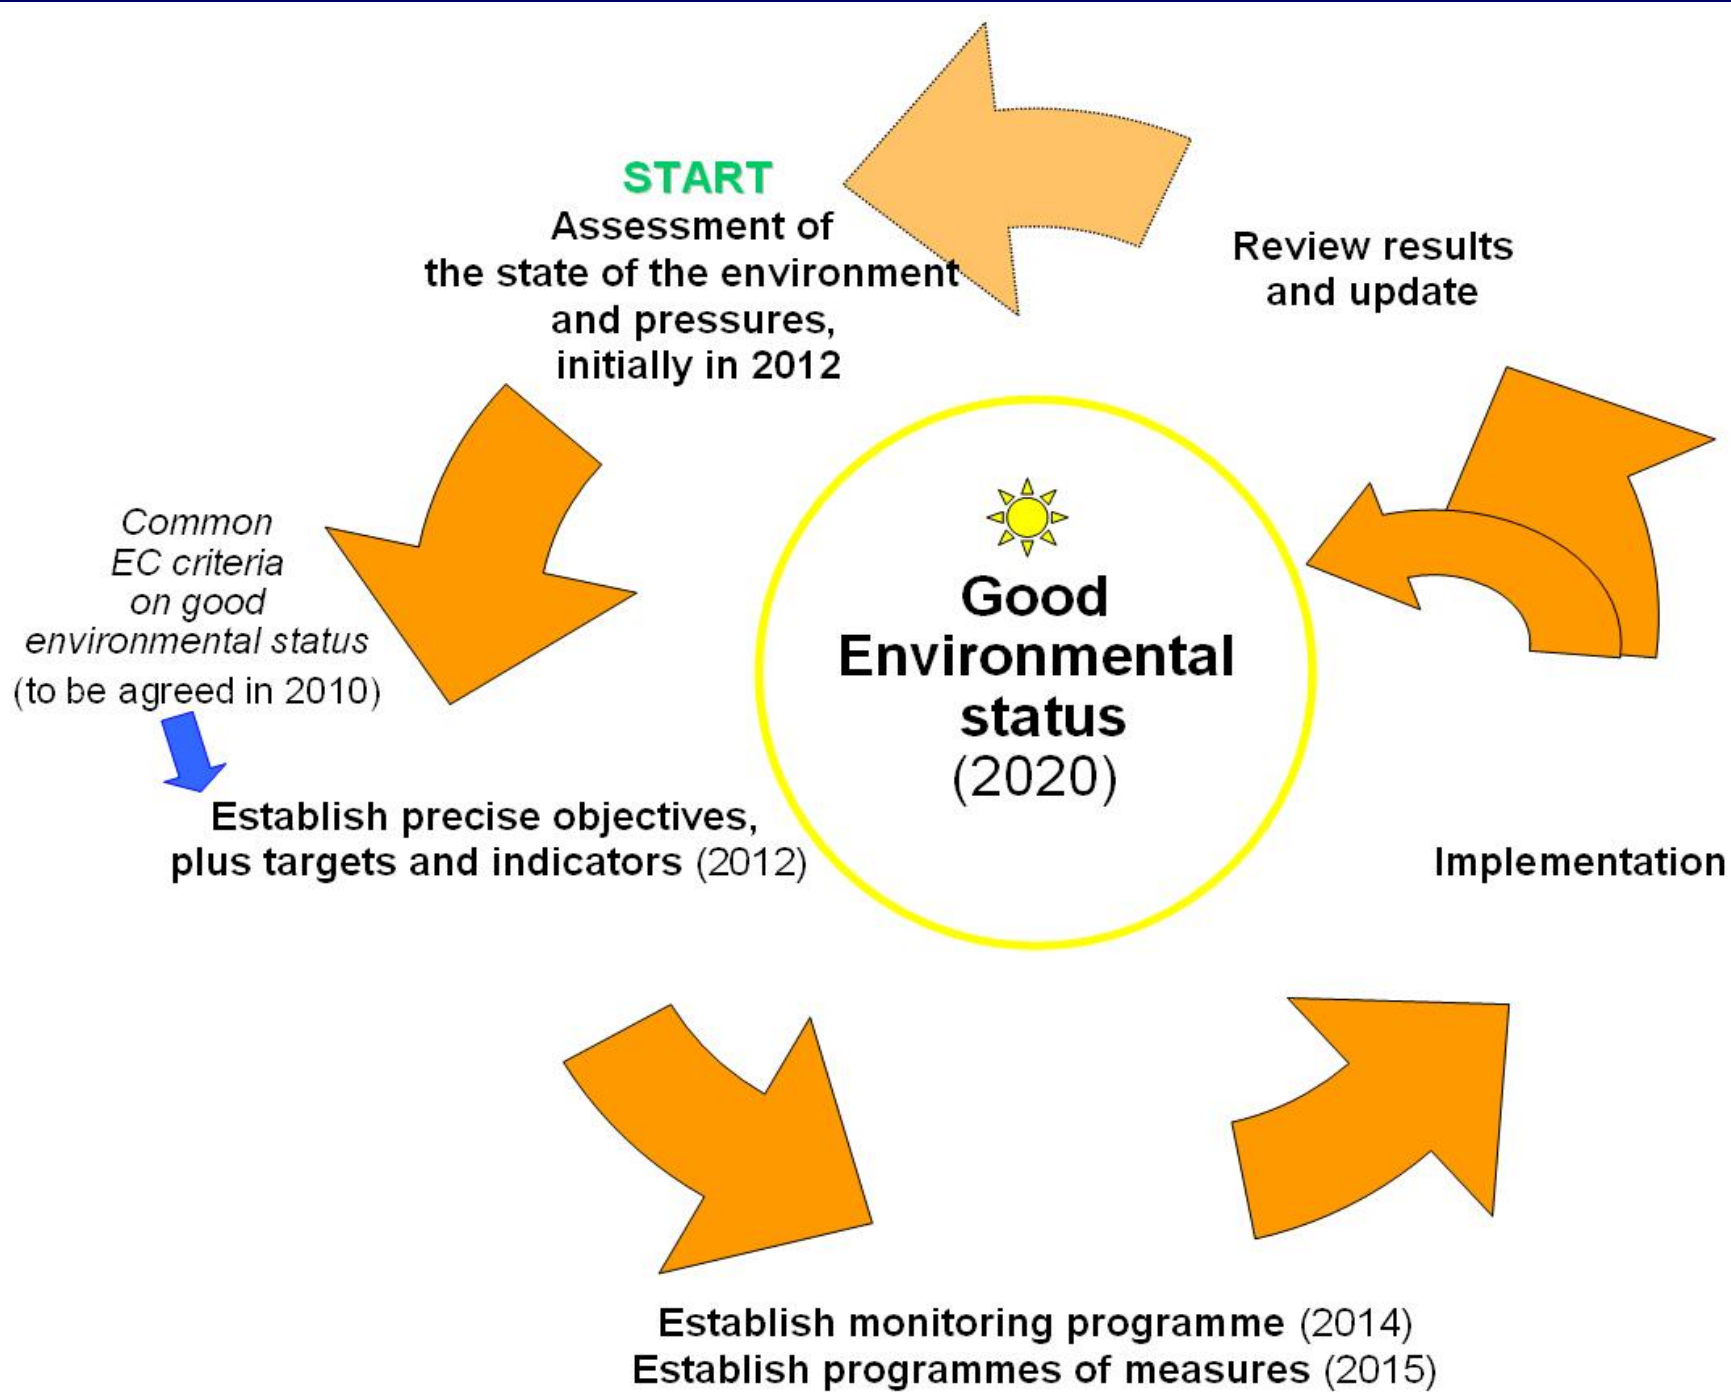 START
Assessment of
the state of the environment
and pressures,
initially in 2012
Review results
and update
Common
EC criteria
on good
environmental status
(to be agreed in 2010)
Good
Environmental
status
(2020)
Establish precise objectives,
plus targets and indicators (2012)
Implementation
Establish monitoring programme (2014)
Establish programmes of measures (2015)